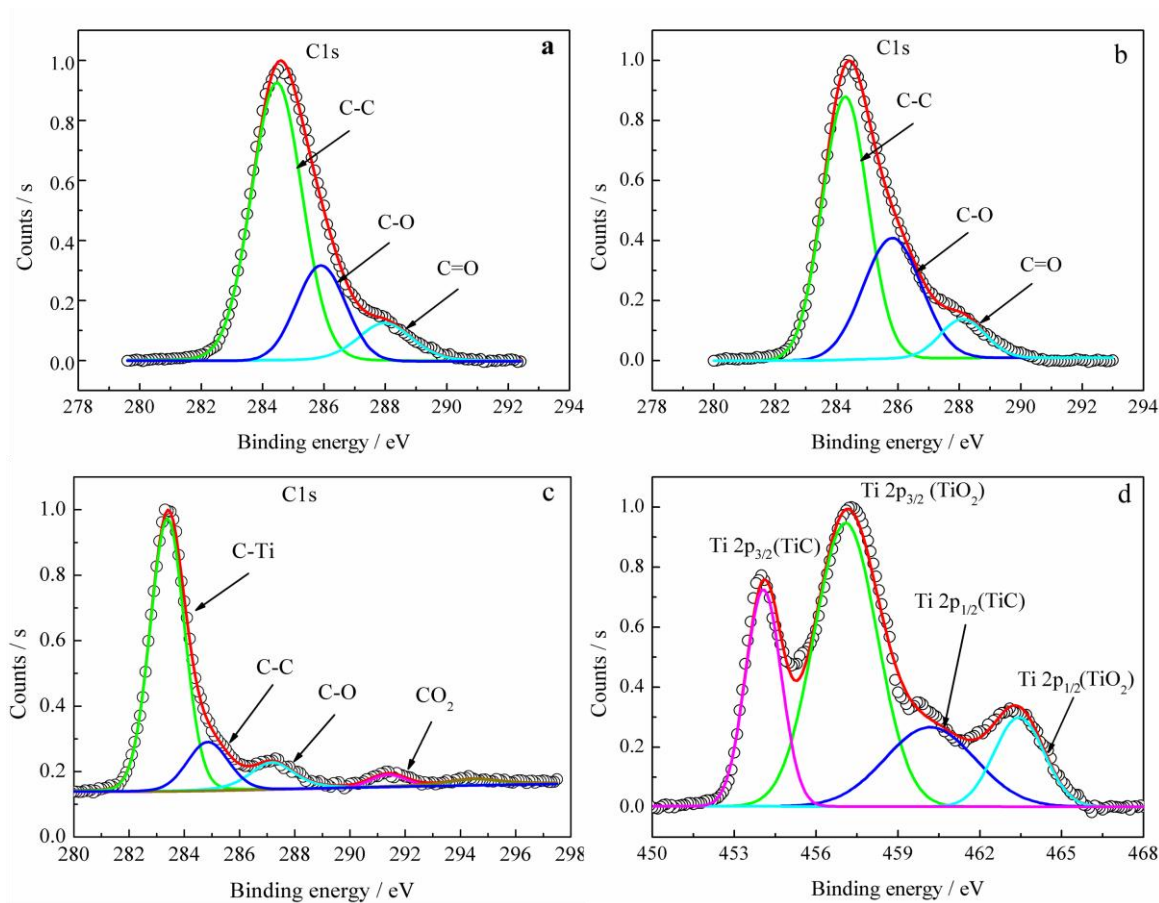 a
C1s
C-C
C-O
C=O
1.0
0.8
0.6
0.4
0.2
0.0
Counts / s
278 280 282 284 286 288 290 292 294
Binding energy / eV
b
C1s
C-C
C-O
C=O
1.0
0.8
0.6
0.4
0.2
0.0
Counts / s
278 280 282 284 286 288 290 292 294
Binding energy / eV
c
C1s
C-Ti
C-C
C-O
CO₂
1.0
0.8
0.6
0.4
0.2
0.0
Counts / s
280 282 284 286 288 290 292 294 296 298
Binding energy / eV
d
Ti 2p₃/₂ (TiO₂)
Ti 2p₃/₂(TiC)
Ti 2p₁/₂(TiC)
Ti 2p₁/₂(TiO₂)
1.0
0.8
0.6
0.4
0.2
0.0
Counts / s
450 453 456 459 462 465 468
Binding energy / eV